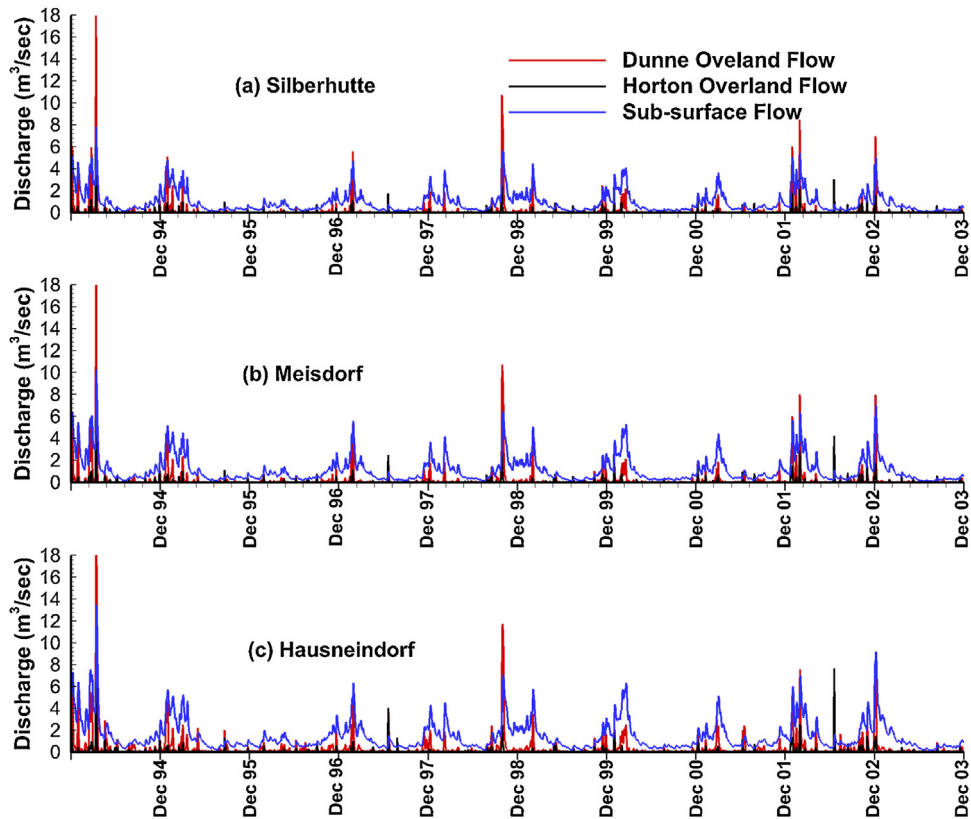 18
16
14
12
10
8
6
4
2
0
Discharge (m³/sec)
(a) Silberhutte
Dunne Oveland Flow
Horton Overland Flow
Sub-surface Flow
Dec 94
Dec 95
Dec 96
Dec 97
Dec 98
Dec 99
Dec 00
Dec 01
Dec 02
Dec 03
18
16
14
12
10
8
6
4
2
0
Discharge (m³/sec)
(b) Meisdorf
Dec 94
Dec 95
Dec 96
Dec 97
Dec 98
Dec 99
Dec 00
Dec 01
Dec 02
Dec 03
18
16
14
12
10
8
6
4
2
0
Discharge (m³/sec)
(c) Hausneindorf
Dec 94
Dec 95
Dec 96
Dec 97
Dec 98
Dec 99
Dec 00
Dec 01
Dec 02
Dec 03